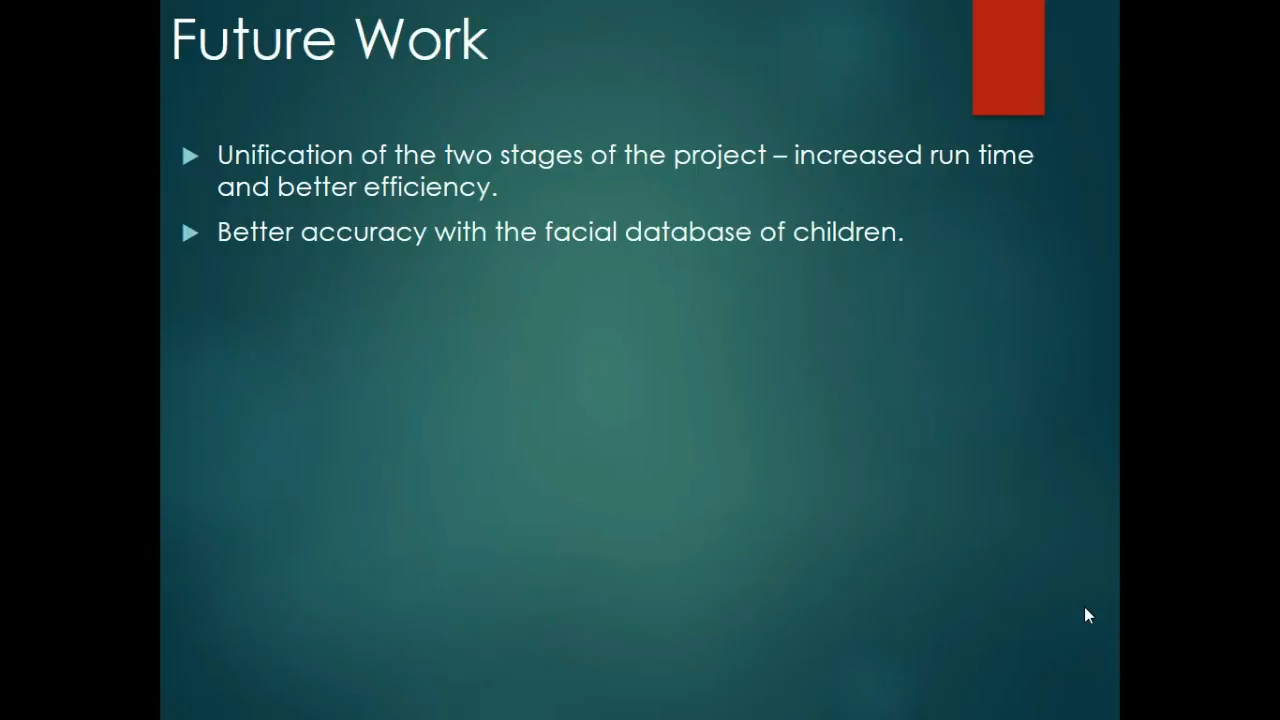 Future Work
Unification of the two stages of the project – increased run time
and better efficiency.
Better accuracy with the facial database of children.